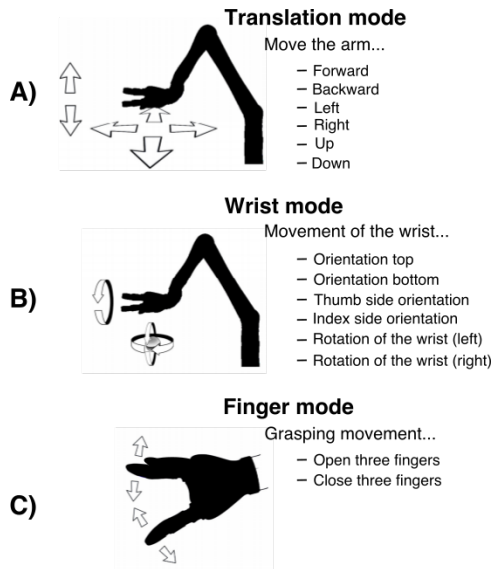 Translation mode
Move the arm...
A)
– Forward
– Backward
– Left
– Right
– Up
– Down
Wrist mode
Movement of the wrist...
B)
– Orientation top
– Orientation bottom
– Thumb side orientation
– Index side orientation
– Rotation of the wrist (left)
– Rotation of the wrist (right)
Finger mode
Grasping movement...
C)
– Open three fingers
– Close three fingers